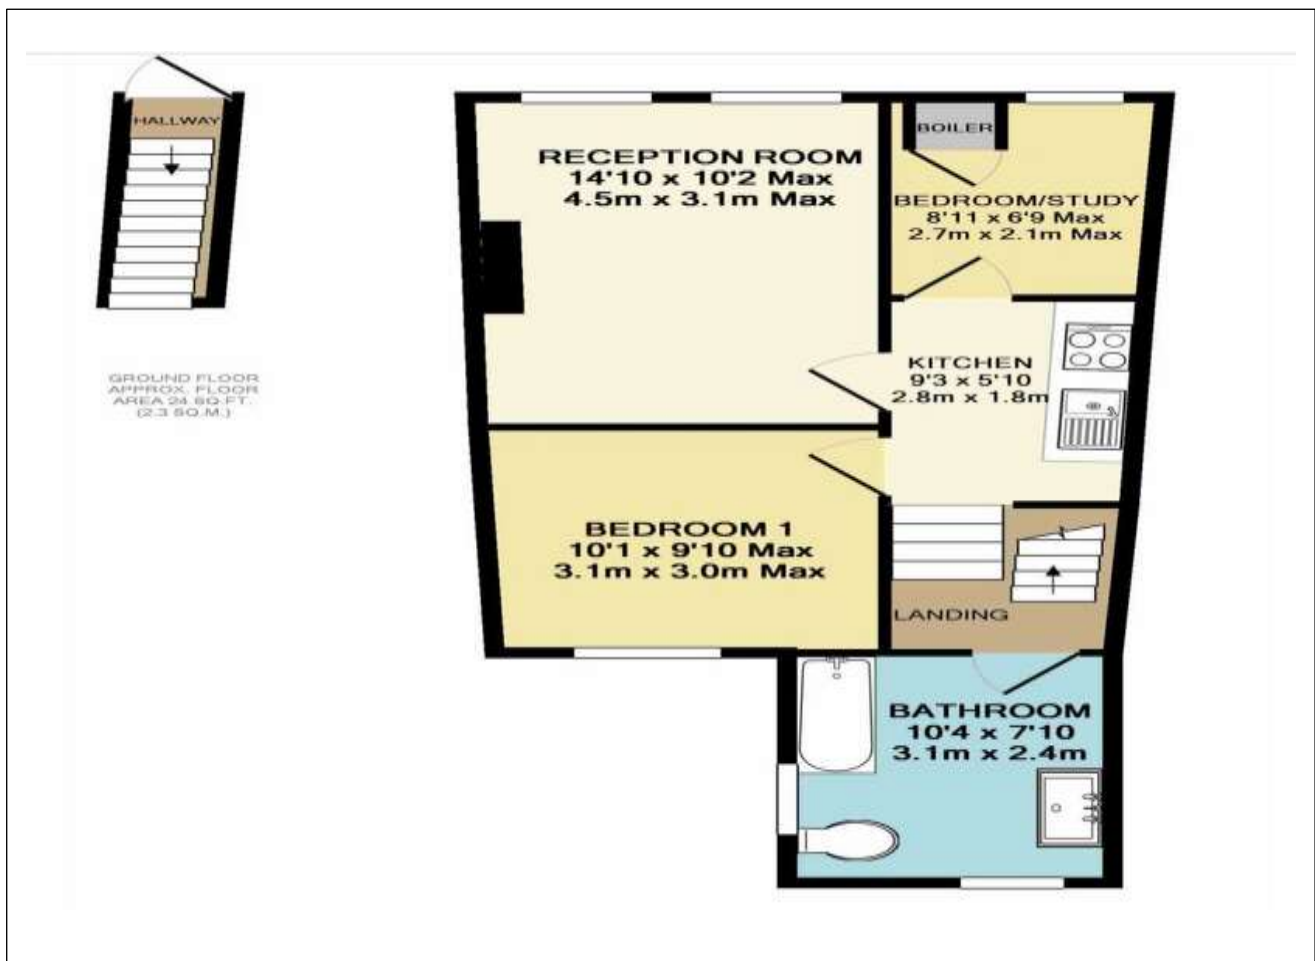 HALLWAY
GROUND FLOOR
APPROX. FLOOR
AREA 24 SQ.FT.
(2.3 SQ.M.)
RECEPTION ROOM
14'10 x 10'2 Max
4.5m x 3.1m Max
BOILER
BEDROOM/STUDY
8'11 x 6'9 Max
2.7m x 2.1m Max
KITCHEN
9'3 x 5'10
2.8m x 1.8m
BEDROOM 1
10'1 x 9'10 Max
3.1m x 3.0m Max
LANDING
BATHROOM
10'4 x 7'10
3.1m x 2.4m